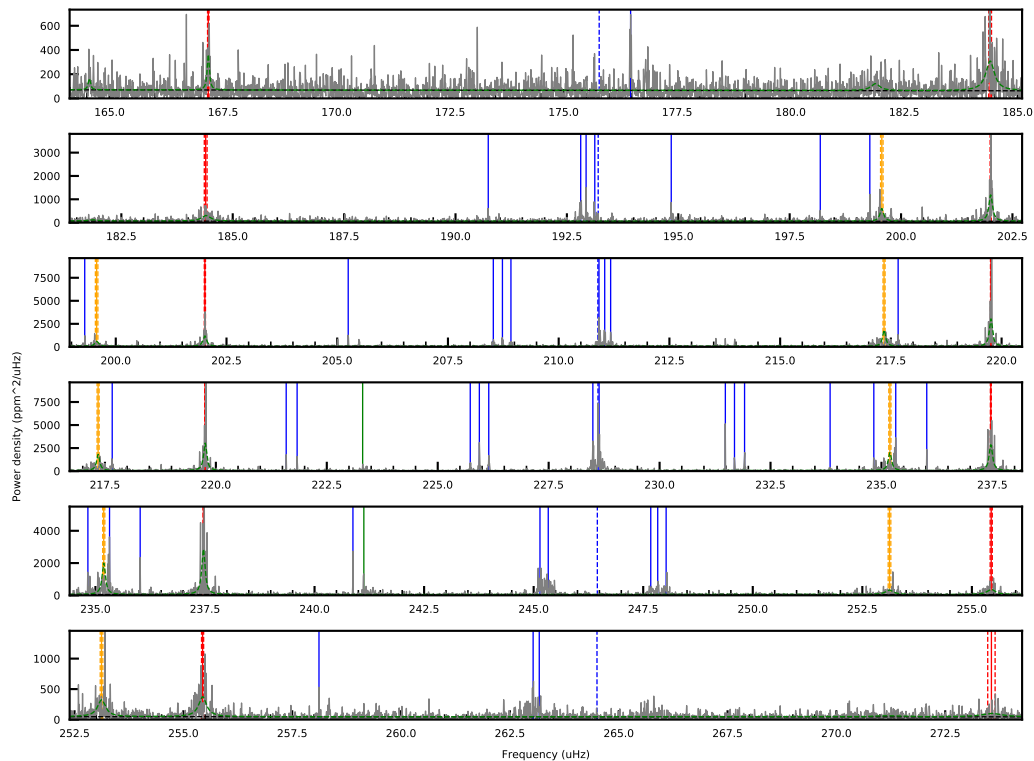 600
400
200
0
165.0 167.5 170.0 172.5 175.0 177.5 180.0 182.5 185.0
3000
2000
1000
0
182.5 185.0 187.5 190.0 192.5 195.0 197.5 200.0 202.5
7500
5000
2500
0
200.0 202.5 205.0 207.5 210.0 212.5 215.0 217.5 220.0
7500
5000
2500
0
217.5 220.0 222.5 225.0 227.5 230.0 232.5 235.0 237.5
4000
2000
0
235.0 237.5 240.0 242.5 245.0 247.5 250.0 252.5 255.0
1000
500
0
252.5 255.0 257.5 260.0 262.5 265.0 267.5 270.0 272.5
Frequency (uHz)
Power density (ppm^2/uHz)